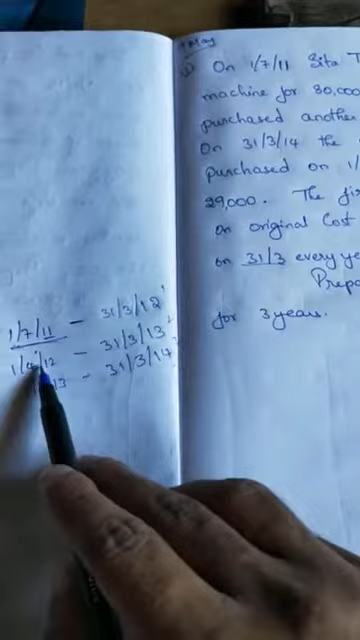 1/7/11 - 31/3/12
1/4/12 - 31/3/13
13 - 31/3/14
On 1/7/11 Sita
machine for 80,000
purchased another
On 31/3/14 the
purchased on 1/
29,000. The fi
on original Cost
on 31/3 every ye
Prepa
for 3 years.